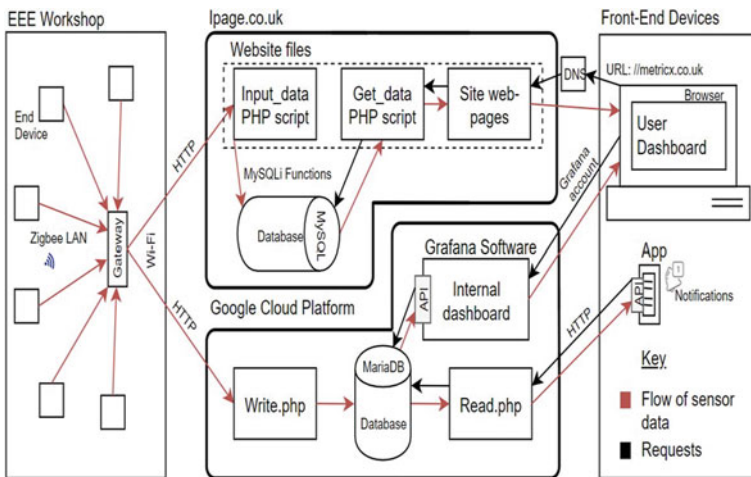 EEE Workshop
End
Device
Zigbee LAN
Gateway
Wi-Fi
HTTP
HTTP
Ipage.co.uk
Website files
Input_data
PHP script
Get_data
PHP script
Site web-
pages
MySQLi Functions
Database
MySQL
Google Cloud Platform
Grafana Software
API
Internal
dashboard
MariaDB
Database
Write.php
Read.php
Front-End Devices
DNS
URL: //metricx.co.uk
Browser
User
Dashboard
Grafana
account
App
API
Notifications
HTTP
Key
Flow of sensor
data
Requests